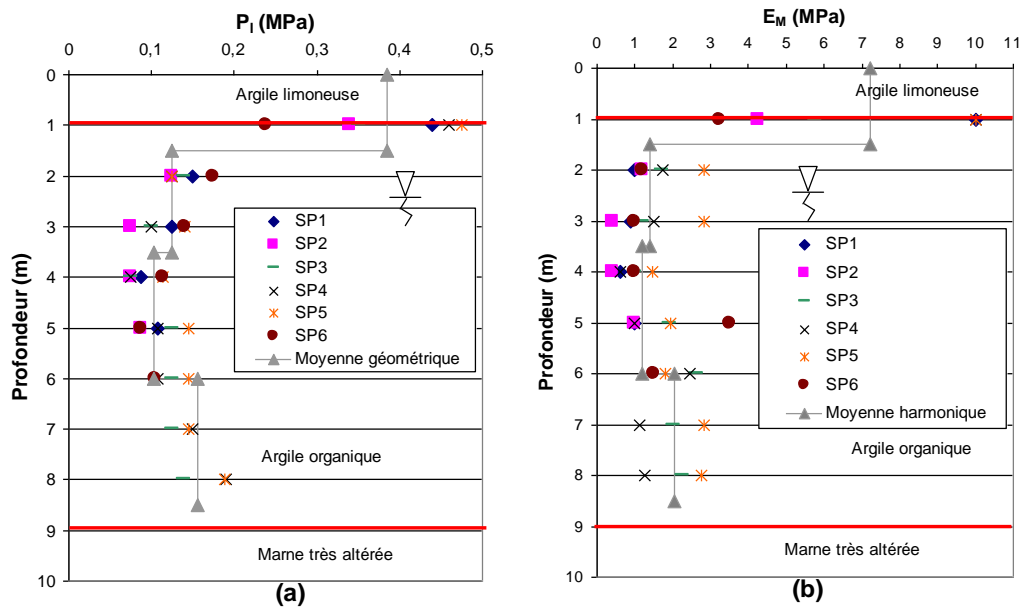 P_l (MPa)
0 0,1 0,2 0,3 0,4 0,5
0
1
2
3
4
5
6
7
8
9
10
Profondeur (m)
Argile limoneuse
SP1
SP2
SP3
SP4
SP5
SP6
Moyenne géométrique
Argile organique
Marne très altérée
(a)
E_M (MPa)
0 1 2 3 4 5 6 7 8 9 10 11
0
1
2
3
4
5
6
7
8
9
10
Profondeur (m)
Argile limoneuse
SP1
SP2
SP3
SP4
SP5
SP6
Moyenne harmonique
Argile organique
Marne très altérée
(b)